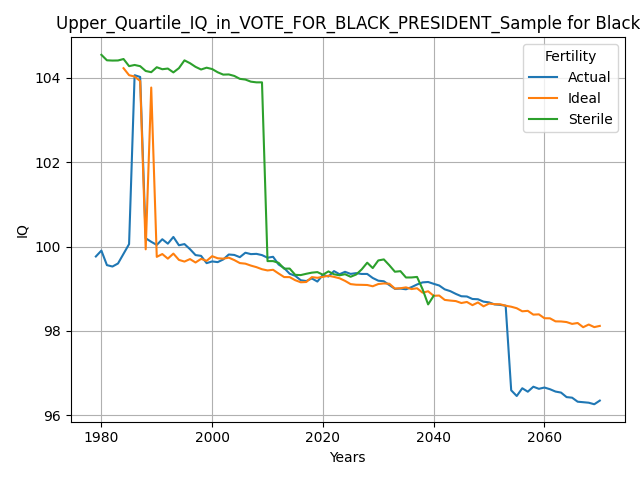 Upper_Quartile_IQ_in_VOTE_FOR_BLACK_PRESIDENT_Sample for Black
Fertility
Actual
Ideal
Sterile
IQ
104
102
100
98
96
1980
2000
2020
2040
2060
Years